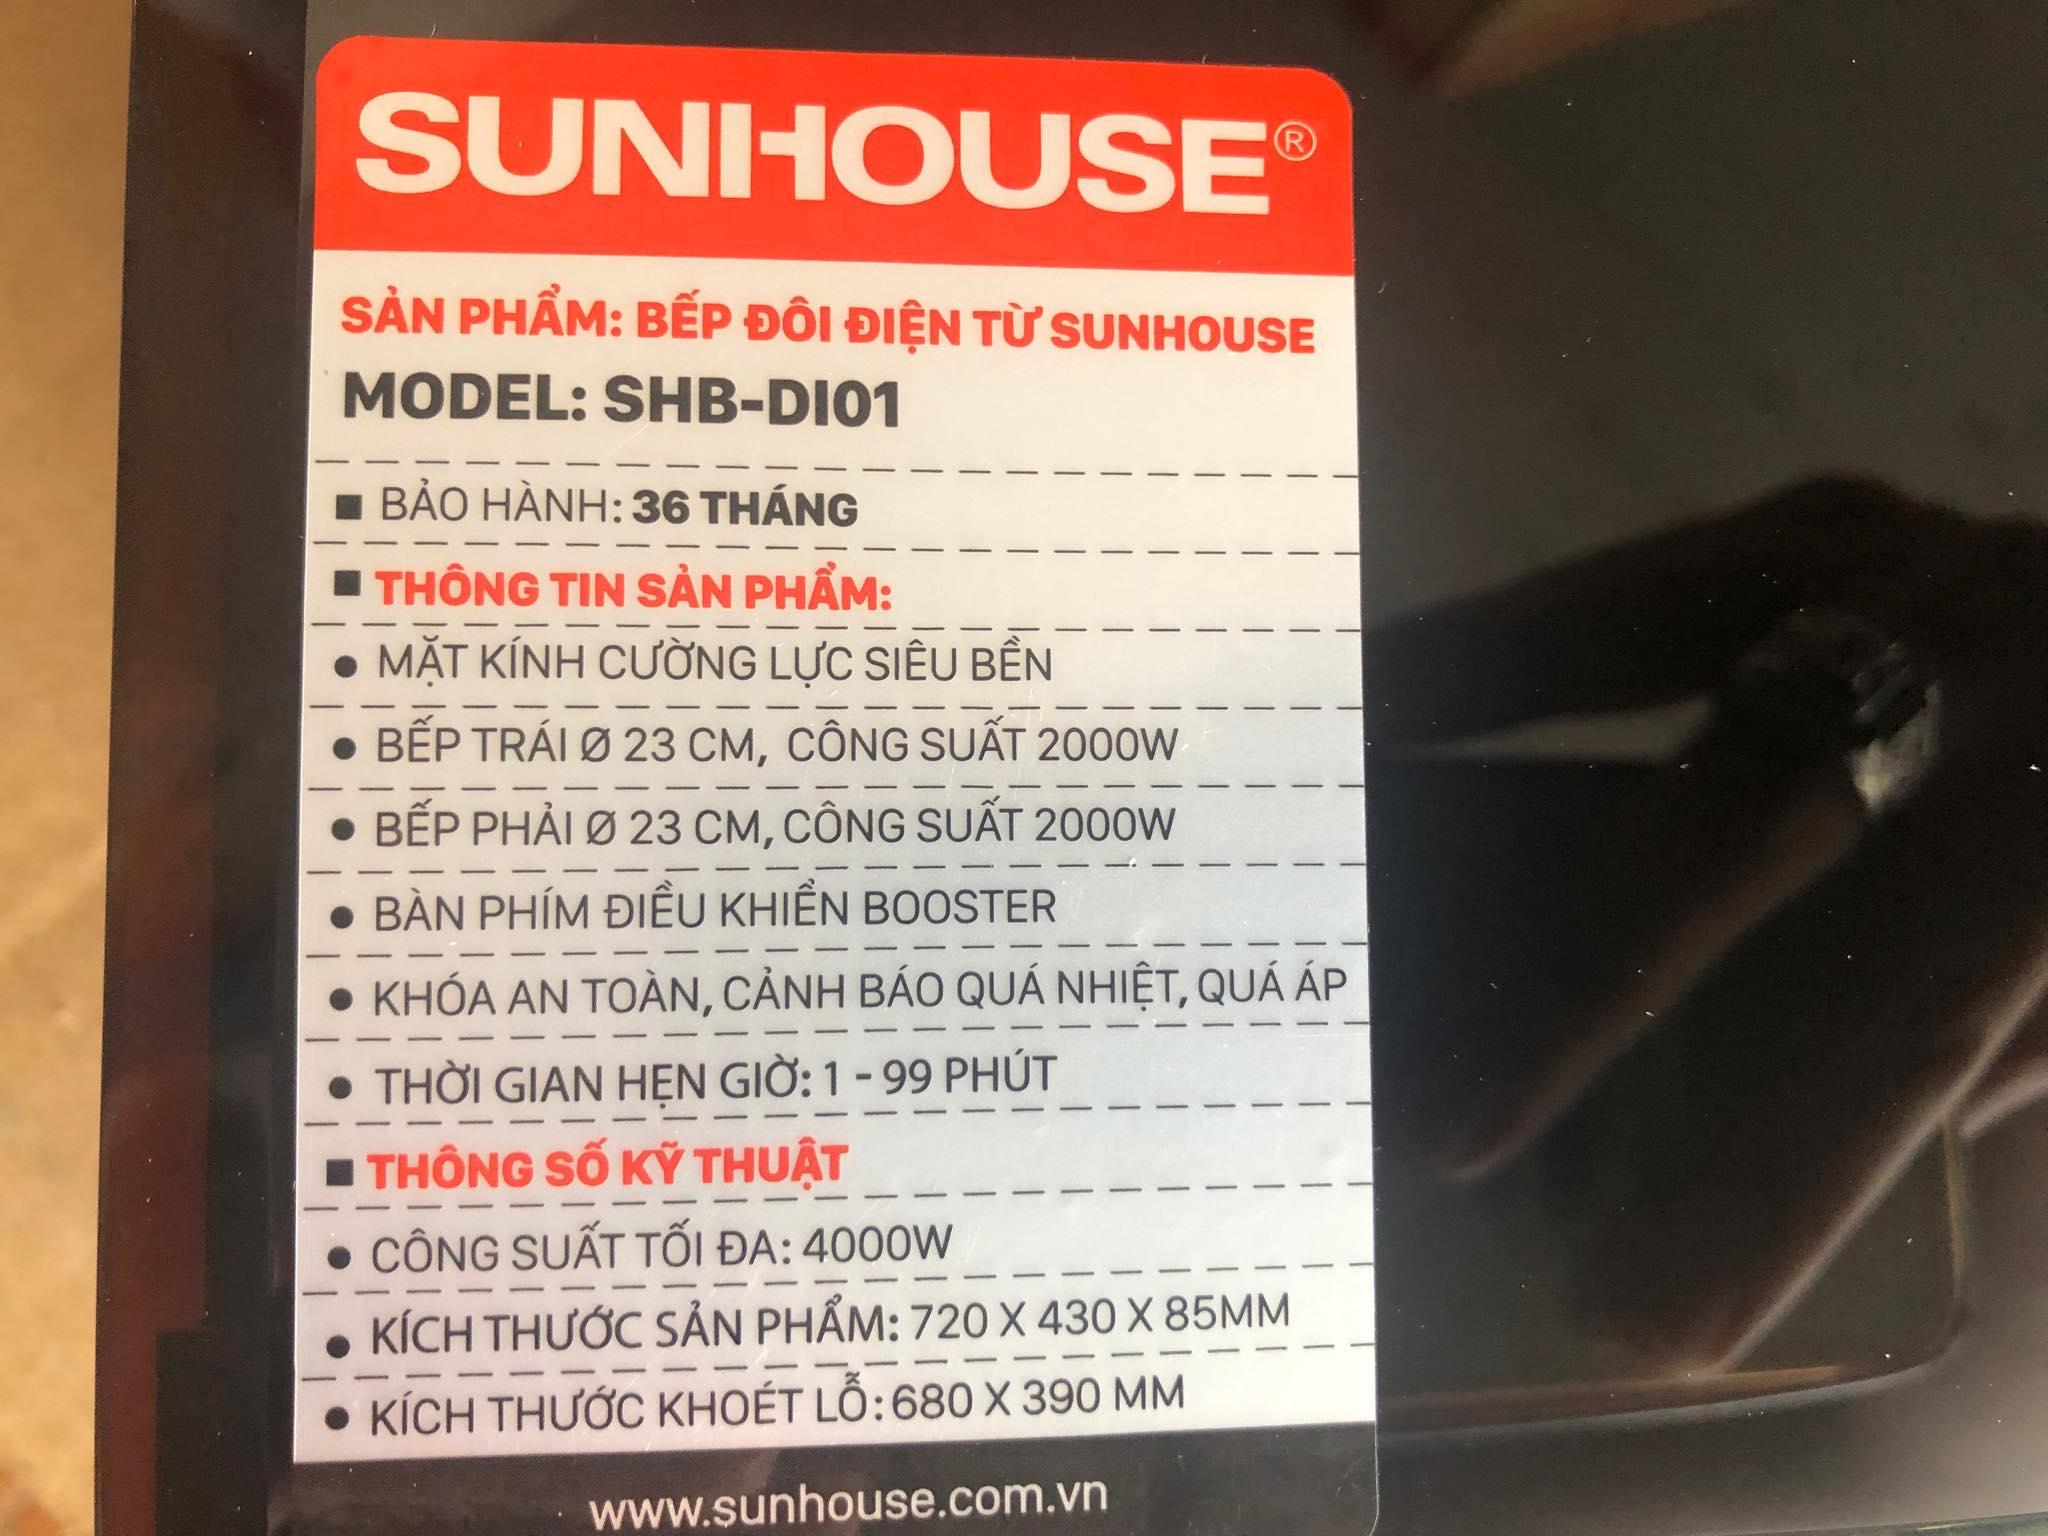 SUNHOUSE®
SẢN PHẨM: BẾP ĐÔI ĐIỆN TỪ SUNHOUSE
MODEL: SHB-DI01
■ BẢO HÀNH: 36 THÁNG
■ THÔNG TIN SẢN PHẨM:
● MẶT KÍNH CƯỜNG LỰC SIÊU BỀN
● BẾP TRÁI Ø 23 CM, CÔNG SUẤT 2000W
● BẾP PHẢI Ø 23 CM, CÔNG SUẤT 2000W
● BÀN PHÍM ĐIỀU KHIỂN BOOSTER
● KHÓA AN TOÀN, CẢNH BÁO QUÁ NHIỆT, QUÁ ÁP
● THỜI GIAN HẸN GIỜ: 1 - 99 PHÚT
■ THÔNG SỐ KỸ THUẬT
● CÔNG SUẤT TỐI ĐA: 4000W
● KÍCH THƯỚC SẢN PHẨM: 720 X 430 X 85MM
● KÍCH THƯỚC KHOÉT LỖ: 680 X 390 MM
www.sunhouse.com.vn